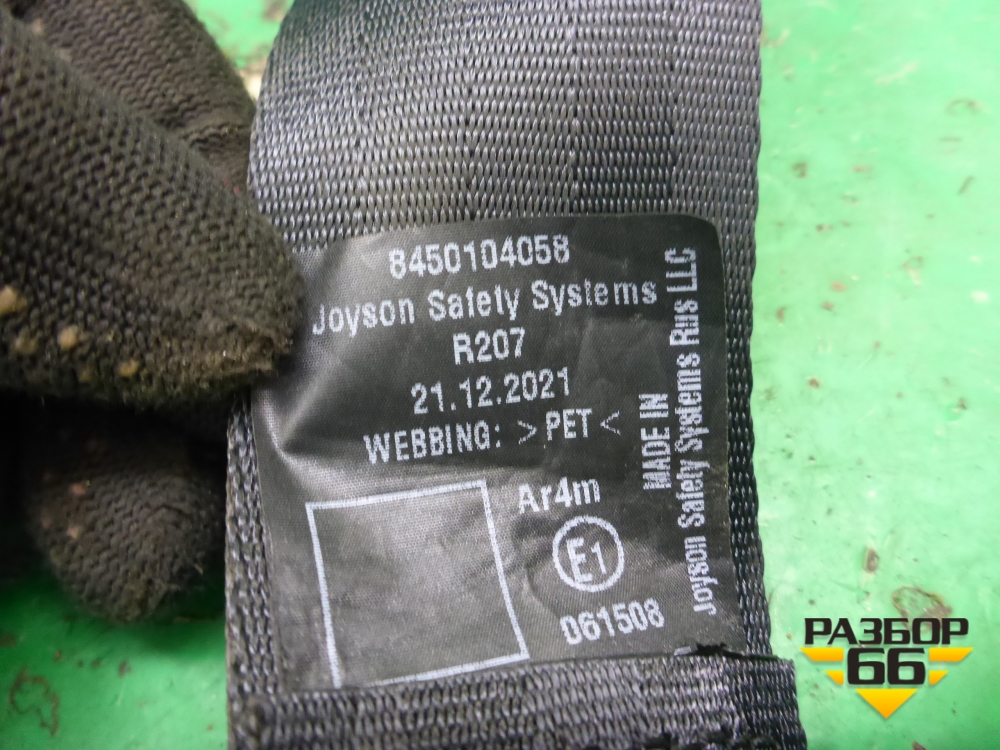 8450104058
Joyson Safety Systems
R207
21.12.2021
WEBBING: >PET<
Ar4m
E1
061508
MADE IN
Joyson Safety Systems Rus LLC
РАЗБОР
66